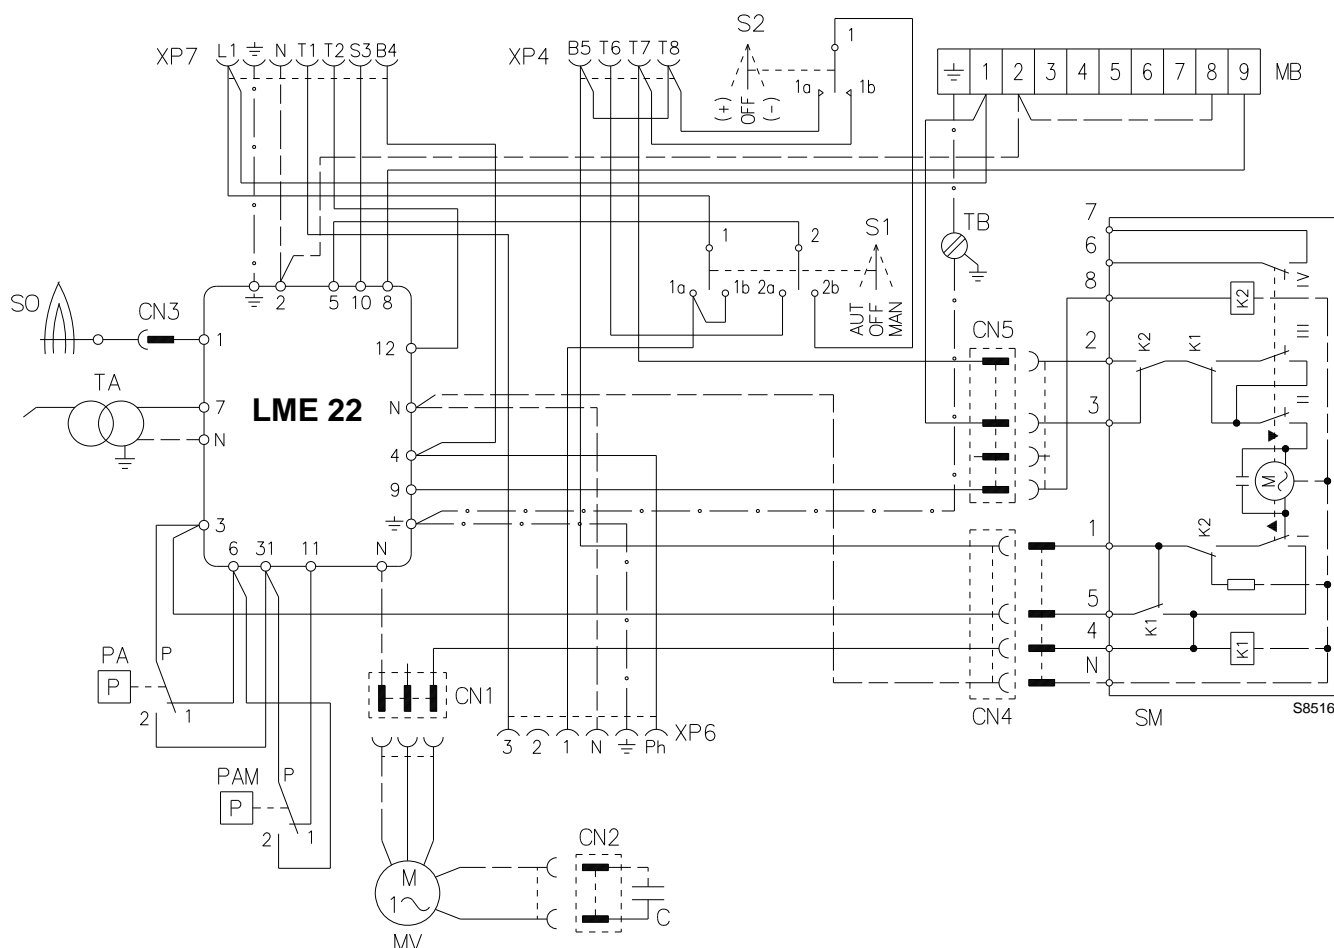 XP7 L1 N T1 T2 S3 B4
XP4 B5 T6 T7 T8
S2
1
1a 1b
(+) OFF (-)
1 2 3 4 5 6 7 8 9 MB
TB
S1
1 2
1a 1b 2a 2b
AUT OFF MAN
SO
CN3
TA
LME 22
2 5 10 8
1
7
N
3
12
N
4
9
6 31 11 N
CN5
7
6
8
2
3
1
5
4
N
K2
K2 K1
K2
K1
K1
IV
III
II
I
M
CN4
SM
S8516
PA
P
P
2 1
PAM
P
P
2 1
CN1
3 2 1 N Ph XP6
M
1
MV
CN2
C